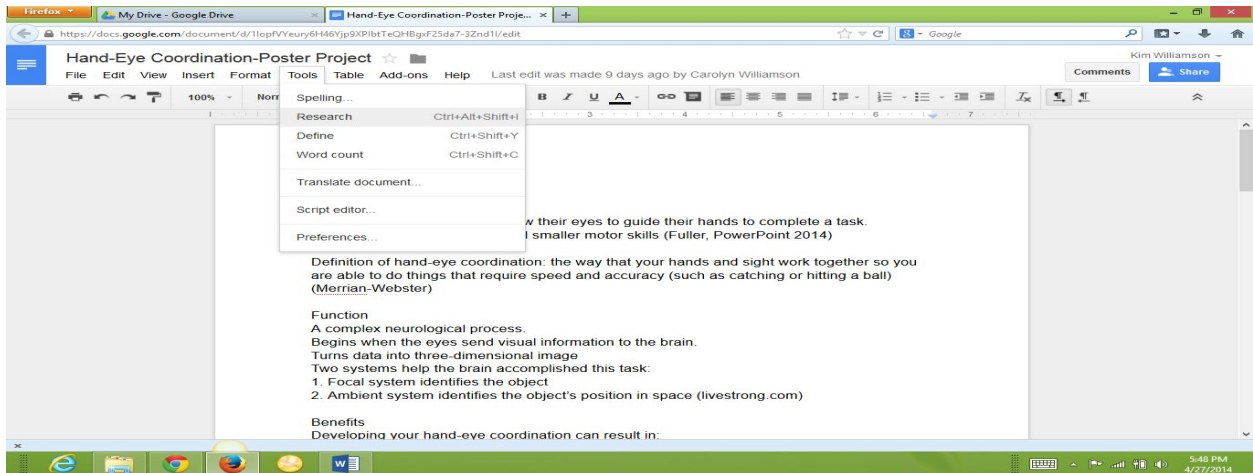 Firefox
My Drive - Google Drive
Hand-Eye Coordination-Poster Proje...
https://docs.google.com/document/d/1lopfVYeury6H46Yjp9XPlbtTeQHBgxF25da7-3Znd1I/edit
Google
Hand-Eye Coordination-Poster Project
Kim Williamson
File Edit View Insert Format Tools Table Add-ons Help Last edit was made 9 days ago by Carolyn Williamson
Comments Share
100% Norr B I U A
Spelling...
Research Ctrl+Alt+Shift+I
Define Ctrl+Shift+Y
Word count Ctrl+Shift+C
Translate document...
Script editor...
Preferences...
3 4 5 6 7
w their eyes to guide their hands to complete a task.
smaller motor skills (Fuller, PowerPoint 2014)
Definition of hand-eye coordination: the way that your hands and sight work together so you
are able to do things that require speed and accuracy (such as catching or hitting a ball)
(Merrian-Webster)
Function
A complex neurological process.
Begins when the eyes send visual information to the brain.
Turns data into three-dimensional image
Two systems help the brain accomplished this task:
1. Focal system identifies the object
2. Ambient system identifies the object's position in space (livestrong.com)
Benefits
Developing your hand-eye coordination can result in:
5:48 PM
4/27/2014